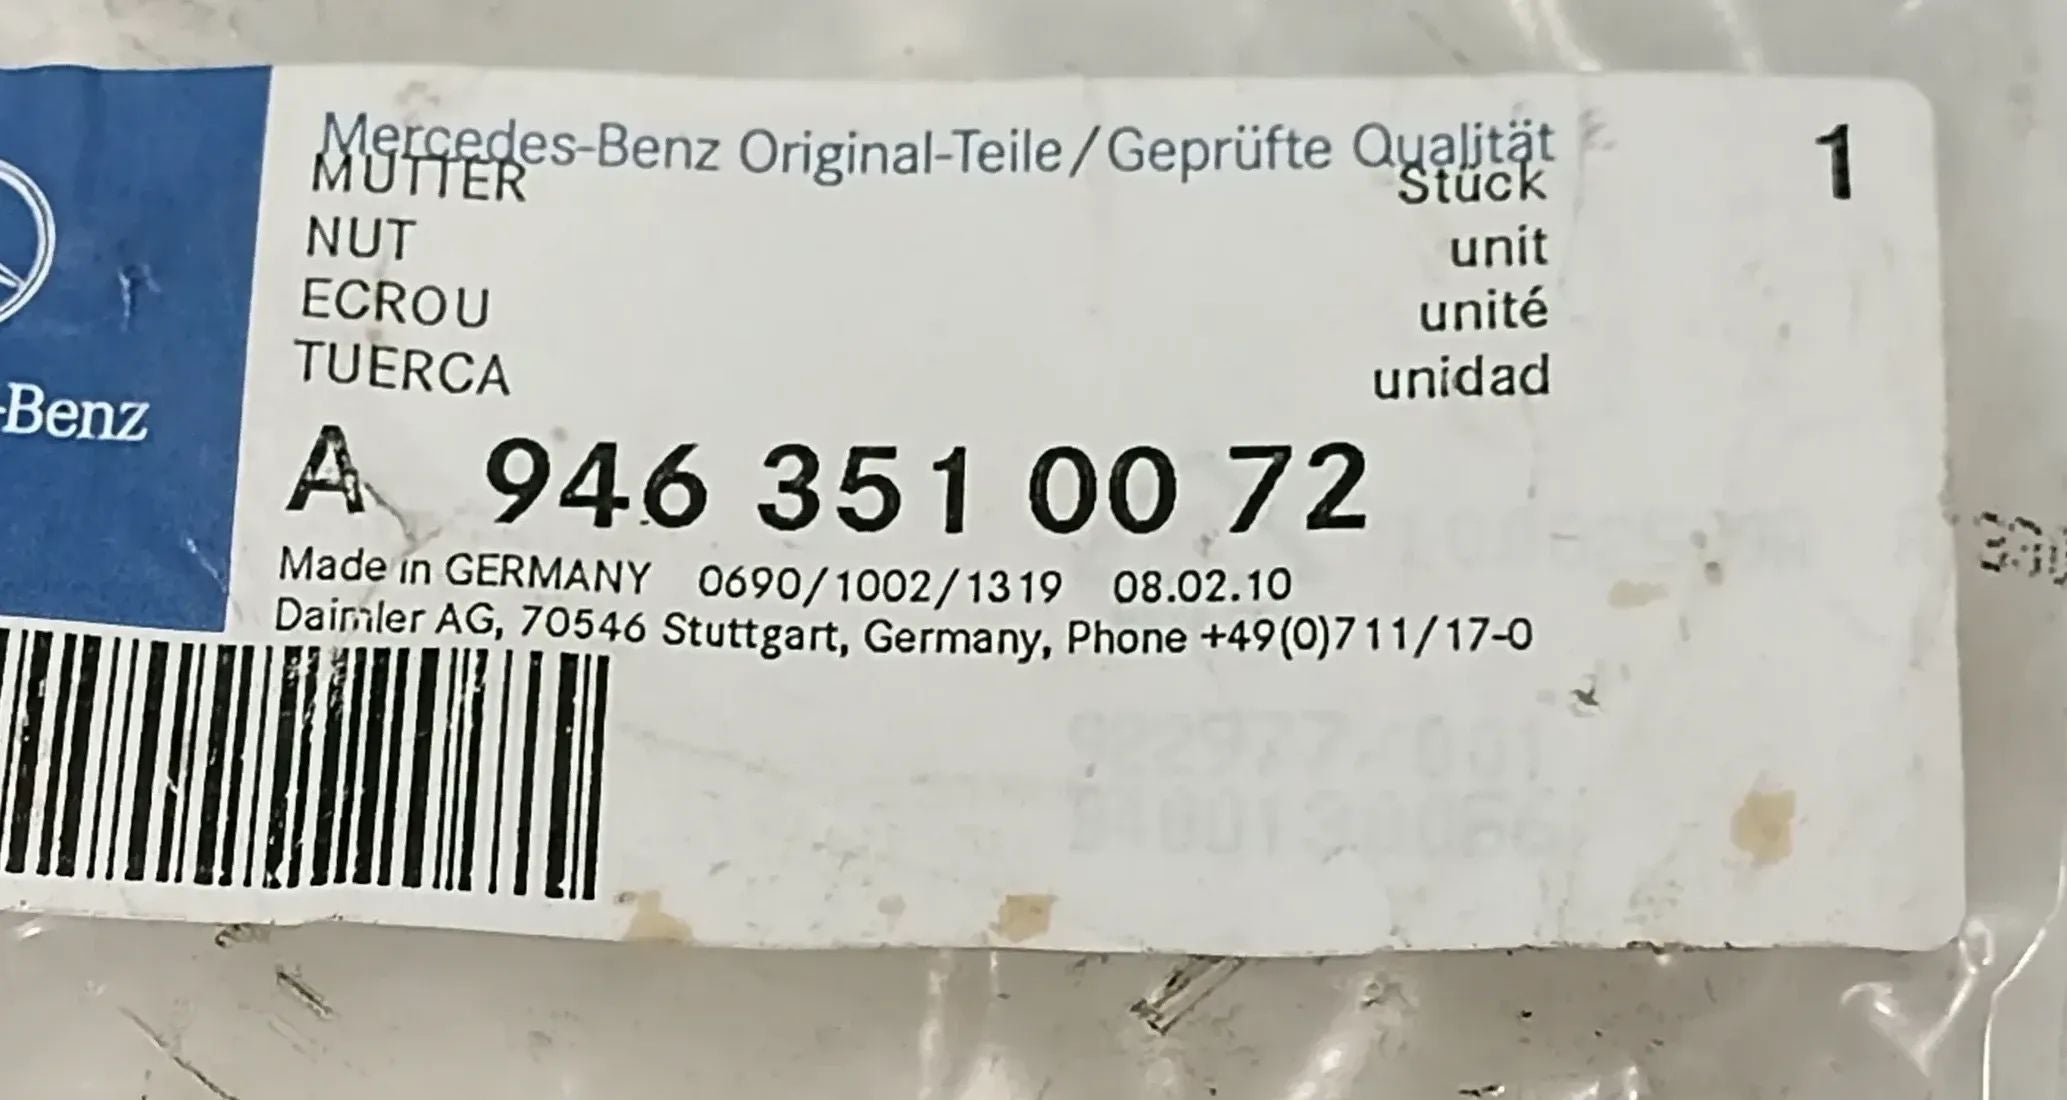 Mercedes-Benz Original-Teile/Geprüfte Qualität
MUTTER Stück 1
NUT unit
ECROU unité
TUERCA unidad
-Benz
A 946 351 00 72
Made in GERMANY 0690/1002/1319 08.02.10
Daimler AG, 70546 Stuttgart, Germany, Phone +49(0)711/17-0